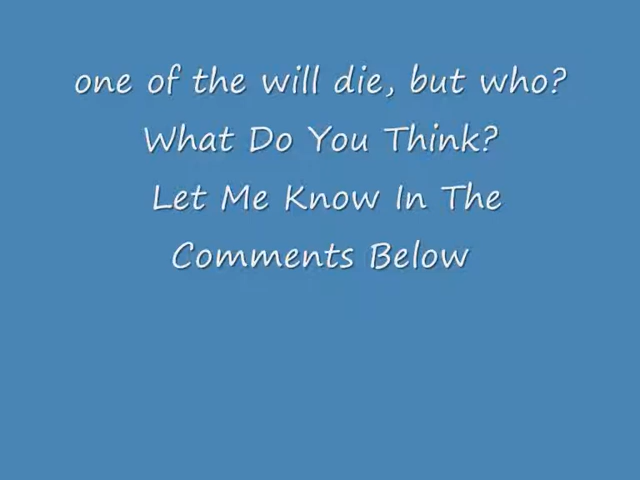 one of the will die, but who?
What Do You Think?
Let Me Know In The
Comments Below